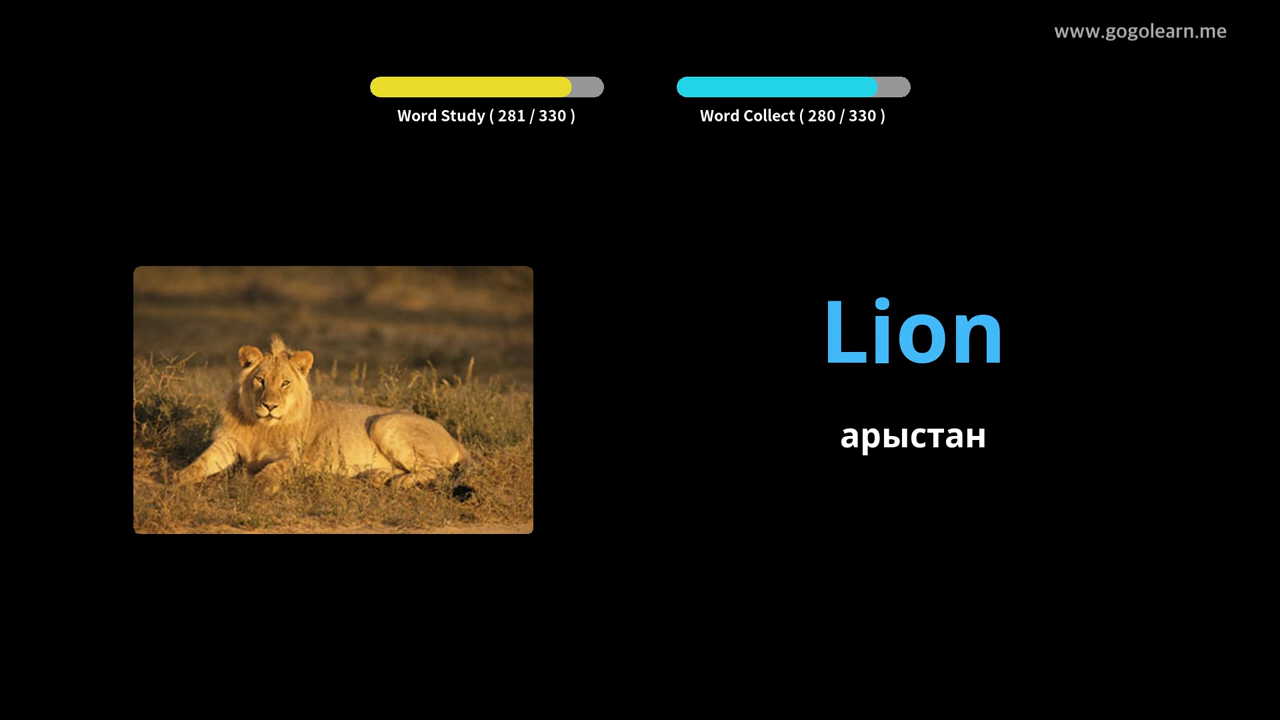 www.gogolearn.me
Word Study ( 281 / 330 )
Word Collect ( 280 / 330 )
Lion
арыстан